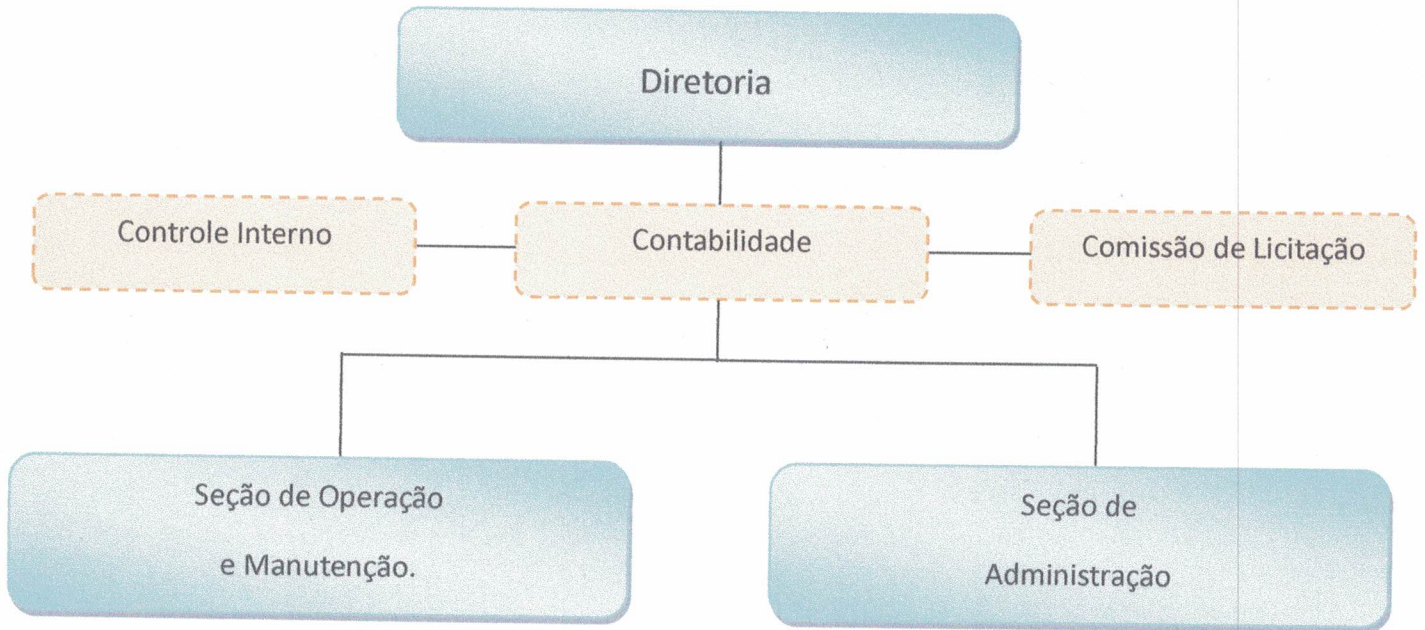 Diretoria
Controle Interno
Contabilidade
Comissão de Licitação
Seção de Operação
e Manutenção.
Seção de
Administração